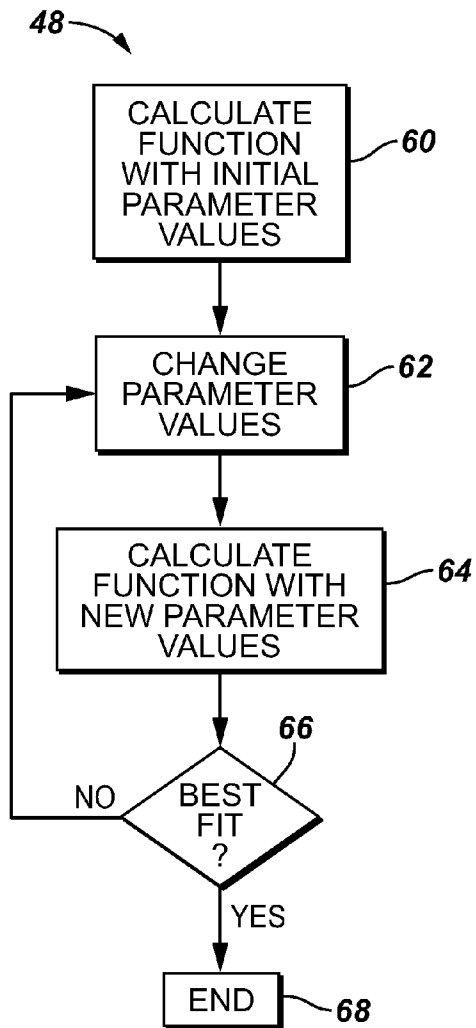 48
CALCULATE
FUNCTION
WITH INITIAL
PARAMETER
VALUES
60
CHANGE
PARAMETER
VALUES
62
CALCULATE
FUNCTION WITH
NEW PARAMETER
VALUES
64
66
BEST
FIT
?
NO
YES
END
68